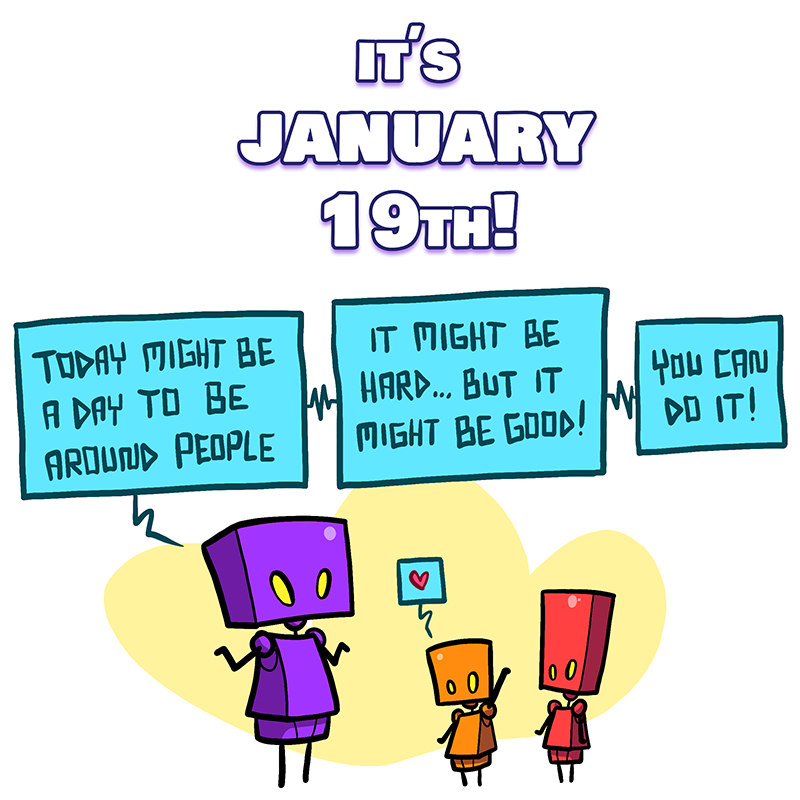 IT'S
JANUARY
19TH!
TODAY MIGHT BE
A DAY TO BE
AROUND PEOPLE
IT MIGHT BE
HARD... BUT IT
MIGHT BE GOOD!
YOU CAN
DO IT!